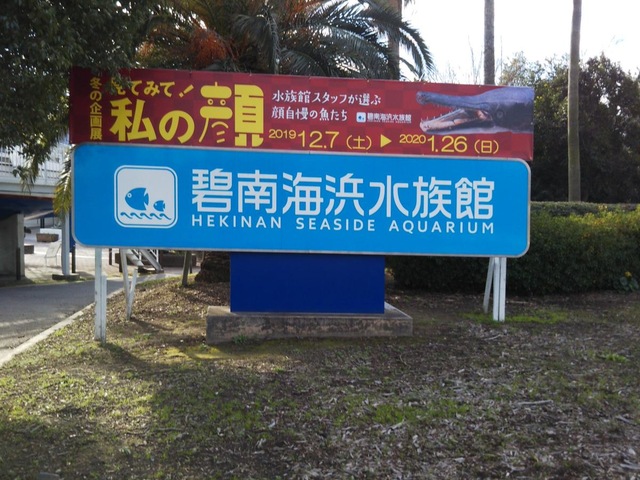 冬の企画展
みてみて!
私の顔
水族館スタッフが選ぶ
顔自慢の魚たち
碧南海浜水族館
2019 12.7(土)▶2020 1.26(日)
碧南海浜水族館
HEKINAN SEASIDE AQUARIUM